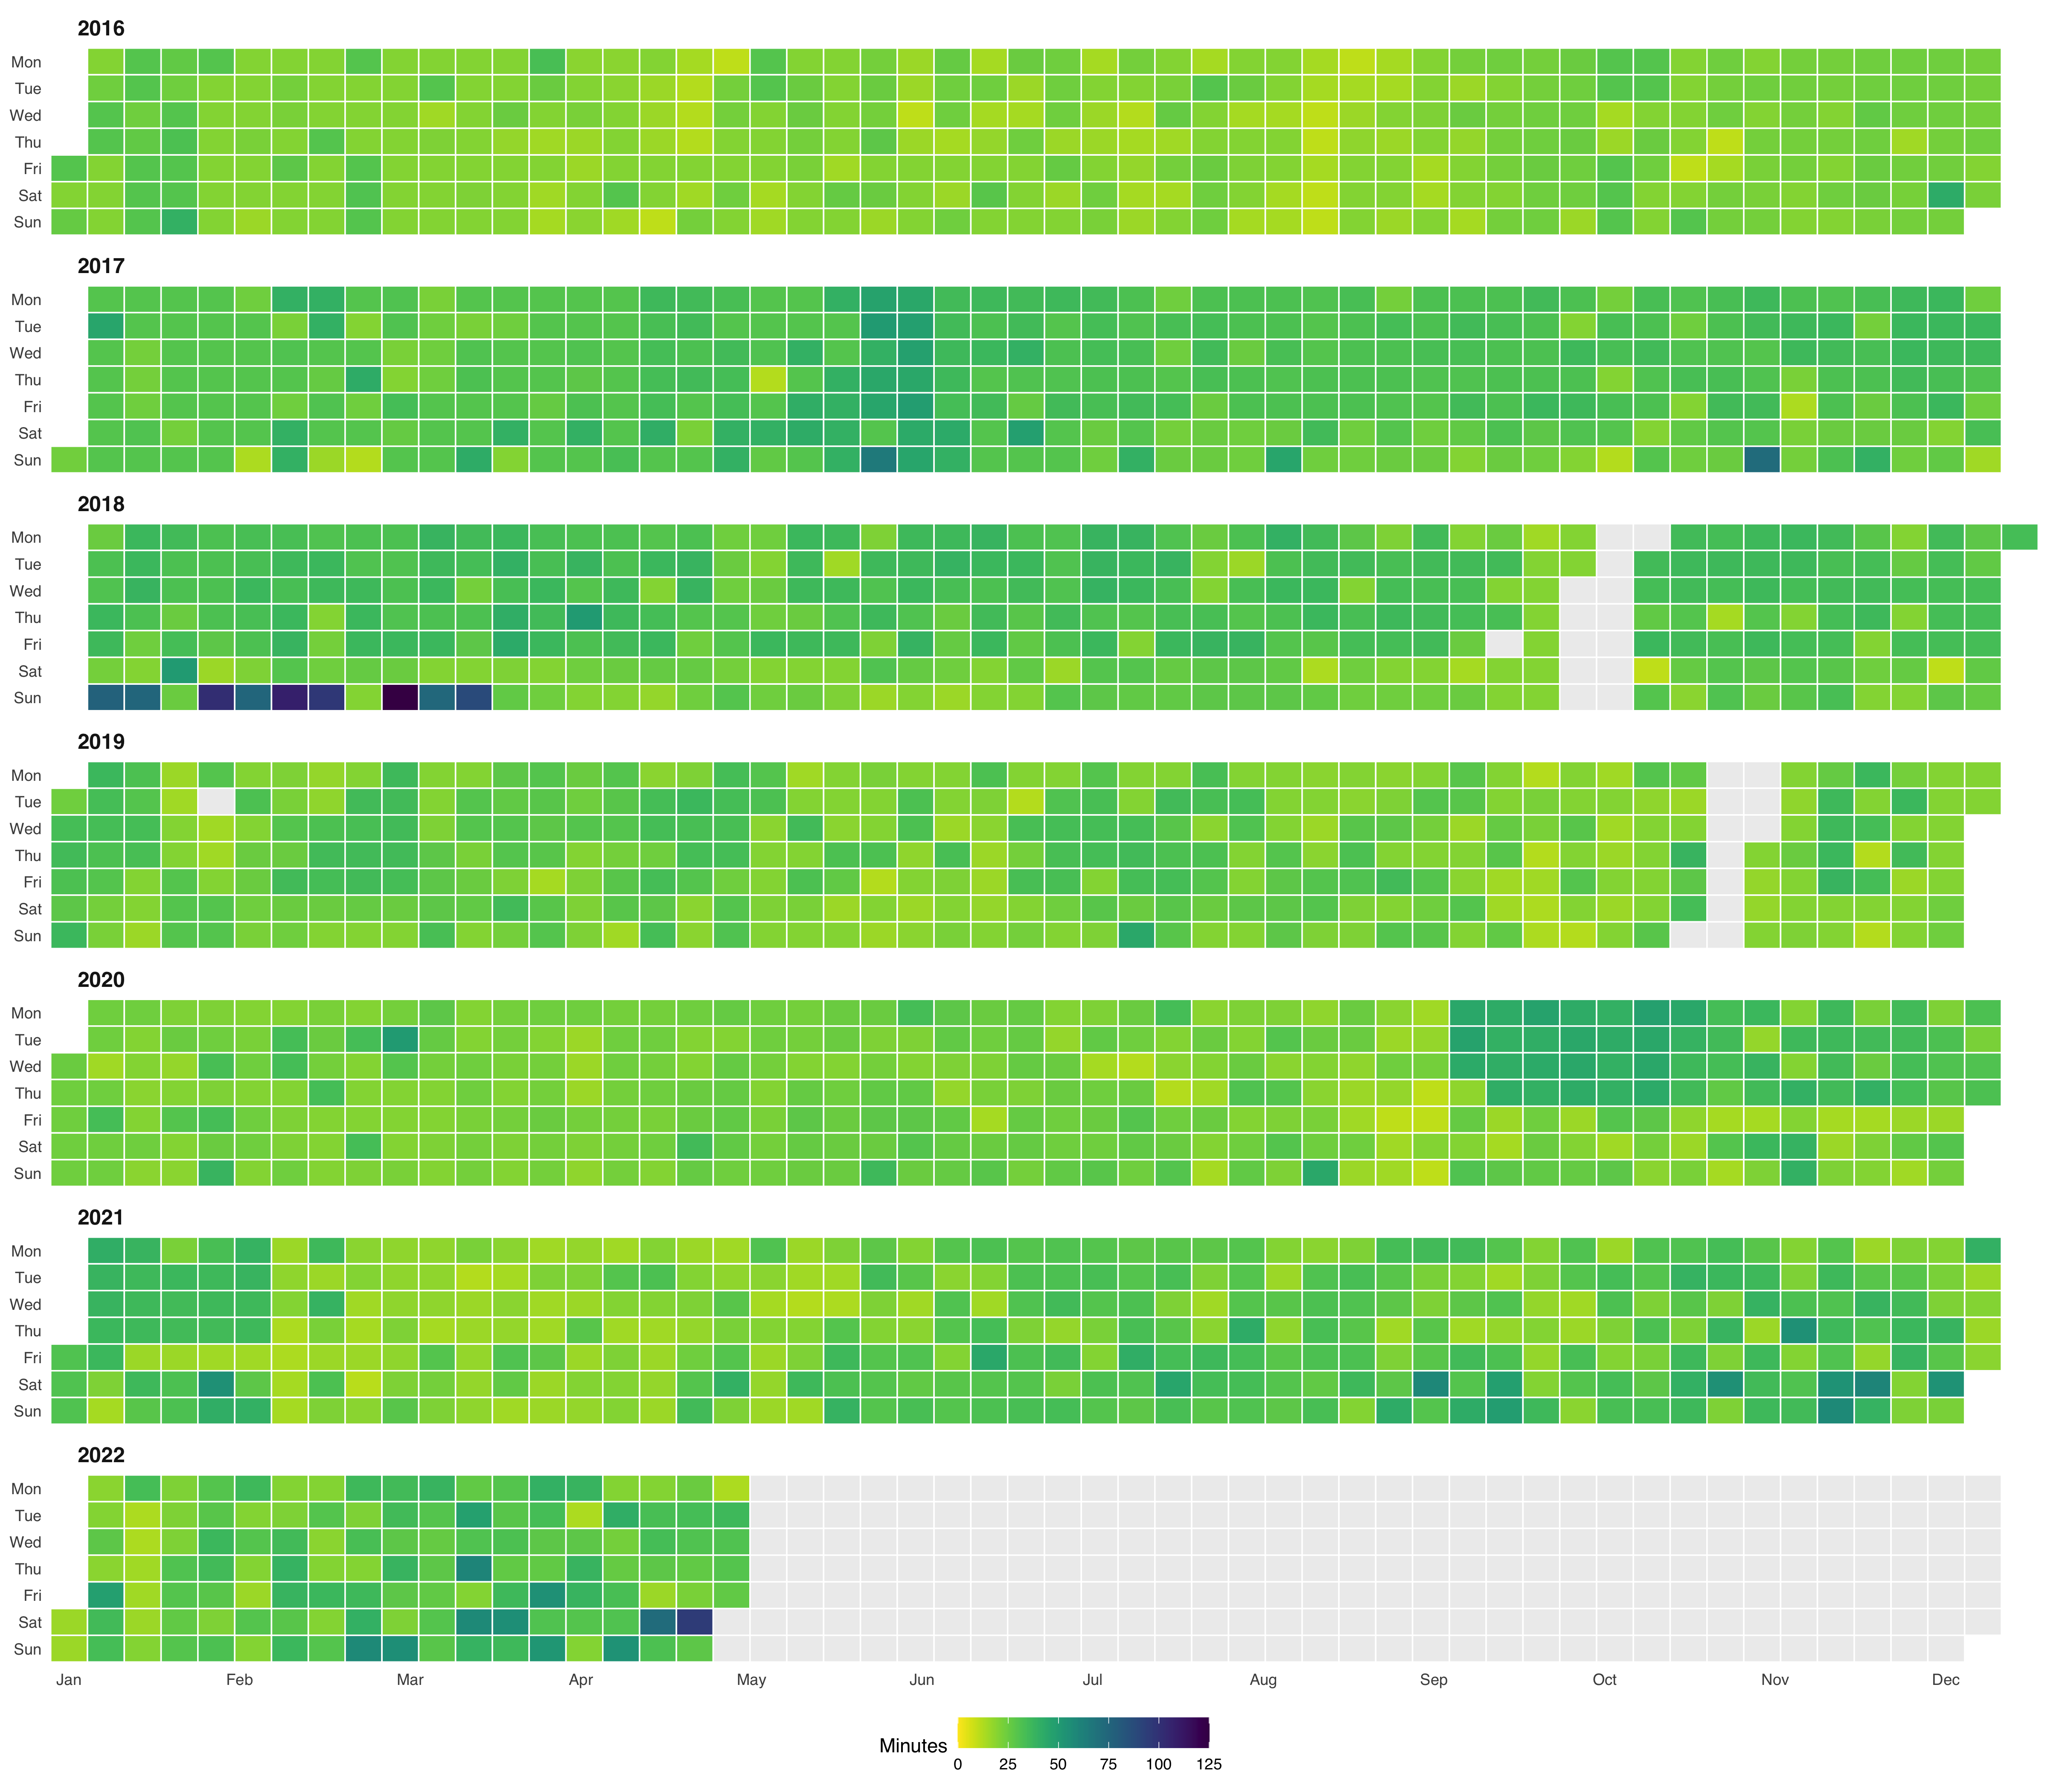 2016
Mon
Tue
Wed
Thu
Fri
Sat
Sun
2017
Mon
Tue
Wed
Thu
Fri
Sat
Sun
2018
Mon
Tue
Wed
Thu
Fri
Sat
Sun
2019
Mon
Tue
Wed
Thu
Fri
Sat
Sun
2020
Mon
Tue
Wed
Thu
Fri
Sat
Sun
2021
Mon
Tue
Wed
Thu
Fri
Sat
Sun
2022
Mon
Tue
Wed
Thu
Fri
Sat
Sun
Jan Feb Mar Apr May Jun Jul Aug Sep Oct Nov Dec
Minutes
0 25 50 75 100 125